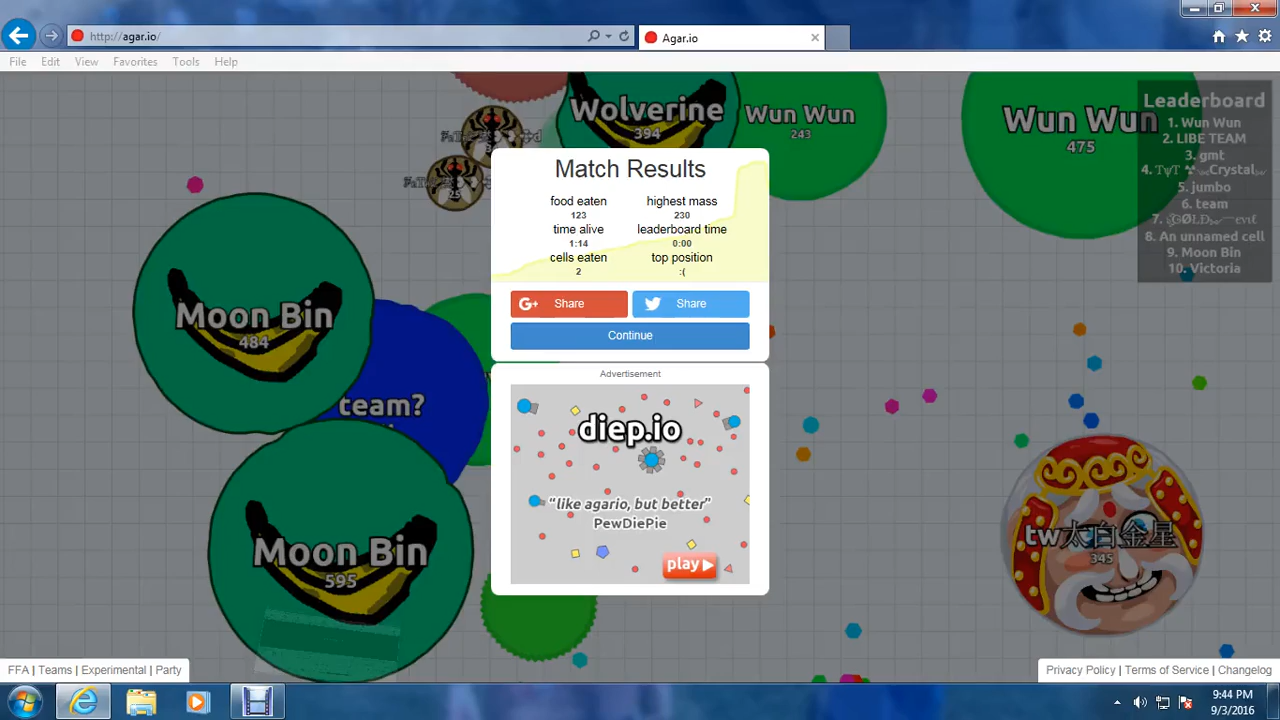 http://agar.io/
Agar.io
File Edit View Favorites Tools Help
Wolverine
394
Wun Wun
243
Wun Wun
475
Leaderboard
1. Wun Wun
2. LIBE TEAM
3. gmt
5. jumbo
6. team
8. An unnamed cell
9. Moon Bin
10. Victoria
25
Match Results
food eaten highest mass
123 230
time alive leaderboard time
1:14 0:00
cells eaten top position
2 :(
G+ Share Share
Continue
Advertisement
diep.io
"like agario, but better"
PewDiePie
play
Moon Bin
484
team?
Moon Bin
595
tw太白金星
345
FFA | Teams | Experimental | Party
Privacy Policy | Terms of Service | Changelog
9:44 PM
9/3/2016